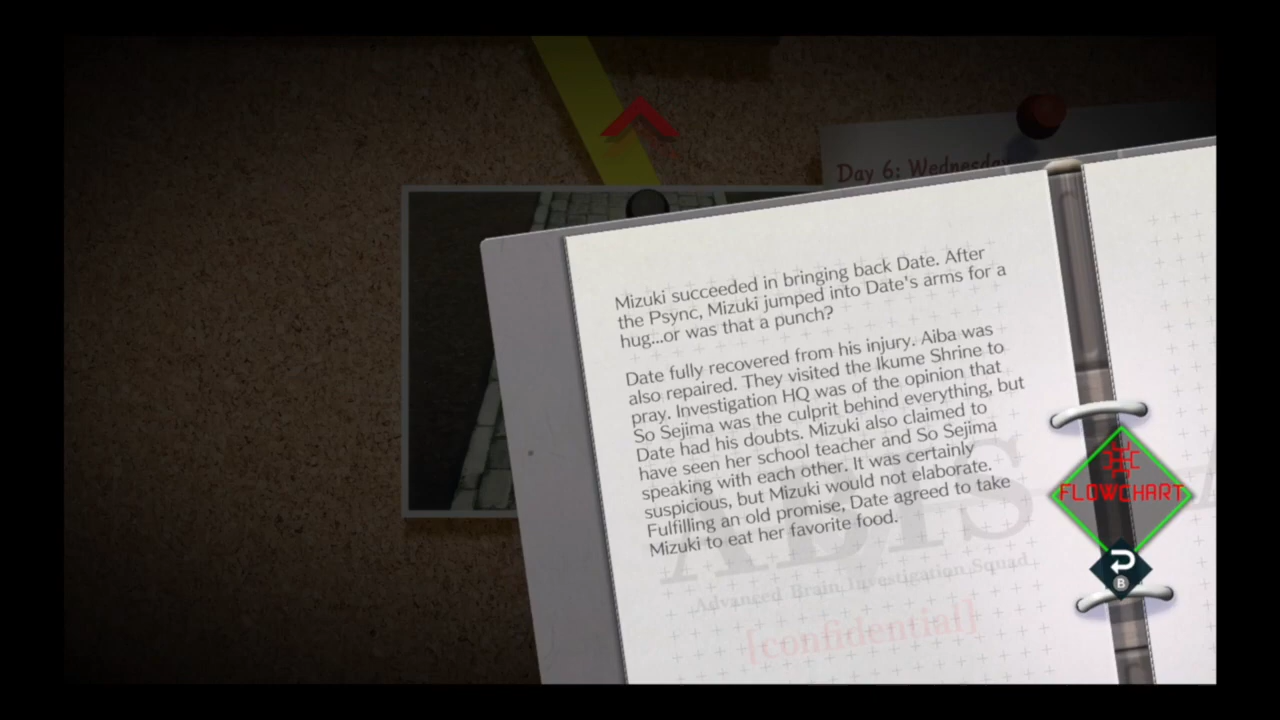 Day 6: Wednesday
Mizuki succeeded in bringing back Date. After
the Psync, Mizuki jumped into Date's arms for a
hug...or was that a punch?
Date fully recovered from his injury. Aiba was
also repaired. They visited the Ikume Shrine to
pray. Investigation HQ was of the opinion that
So Sejima was the culprit behind everything, but
Date had his doubts. Mizuki also claimed to
have seen her school teacher and So Sejima
speaking with each other. It was certainly
suspicious, but Mizuki would not elaborate.
Fulfilling an old promise, Date agreed to take
Mizuki to eat her favorite food.
ABIS
Advanced Brain Investigation Squad
[confidential]
FLOWCHART
B